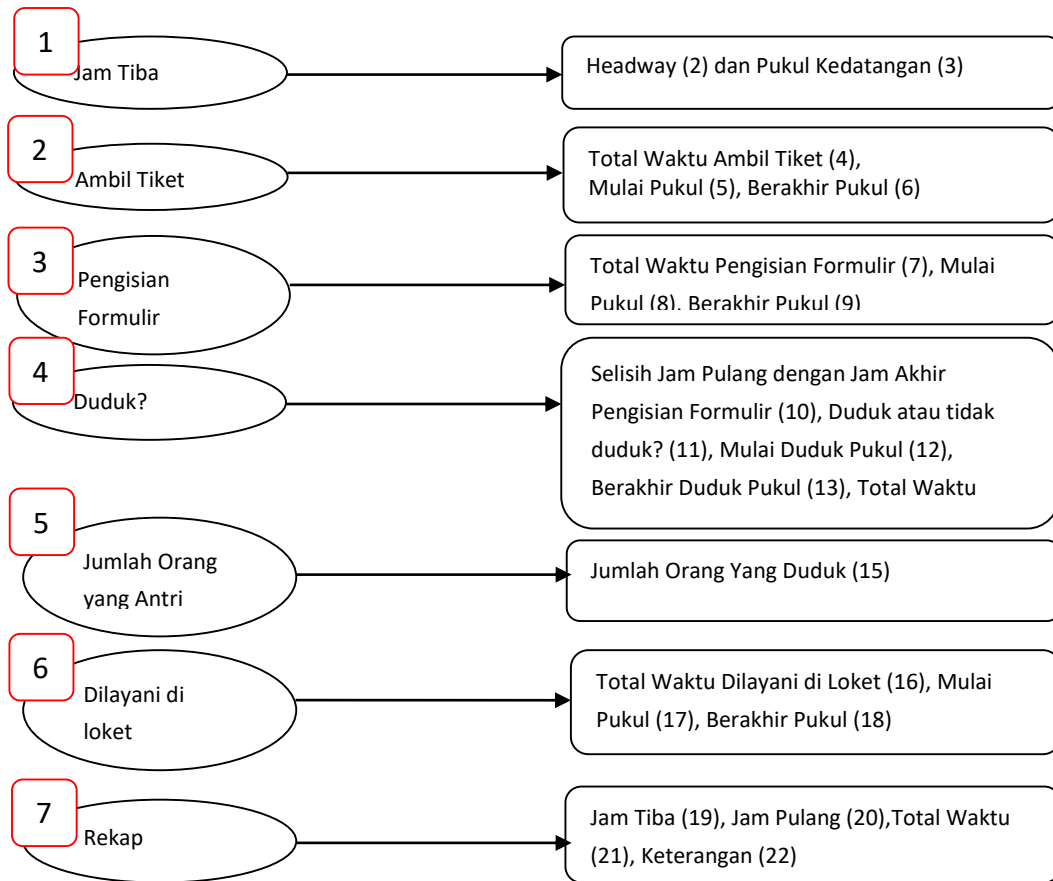 1
Jam Tiba
Headway (2) dan Pukul Kedatangan (3)
2
Ambil Tiket
Total Waktu Ambil Tiket (4),
Mulai Pukul (5), Berakhir Pukul (6)
3
Pengisian
Formulir
Total Waktu Pengisian Formulir (7), Mulai
Pukul (8), Berakhir Pukul (9)
4
Duduk?
Selisih Jam Pulang dengan Jam Akhir
Pengisian Formulir (10), Duduk atau tidak
duduk? (11), Mulai Duduk Pukul (12),
Berakhir Duduk Pukul (13), Total Waktu
5
Jumlah Orang
yang Antri
Jumlah Orang Yang Duduk (15)
6
Dilayani di
loket
Total Waktu Dilayani di Loket (16), Mulai
Pukul (17), Berakhir Pukul (18)
7
Rekap
Jam Tiba (19), Jam Pulang (20),Total Waktu
(21), Keterangan (22)